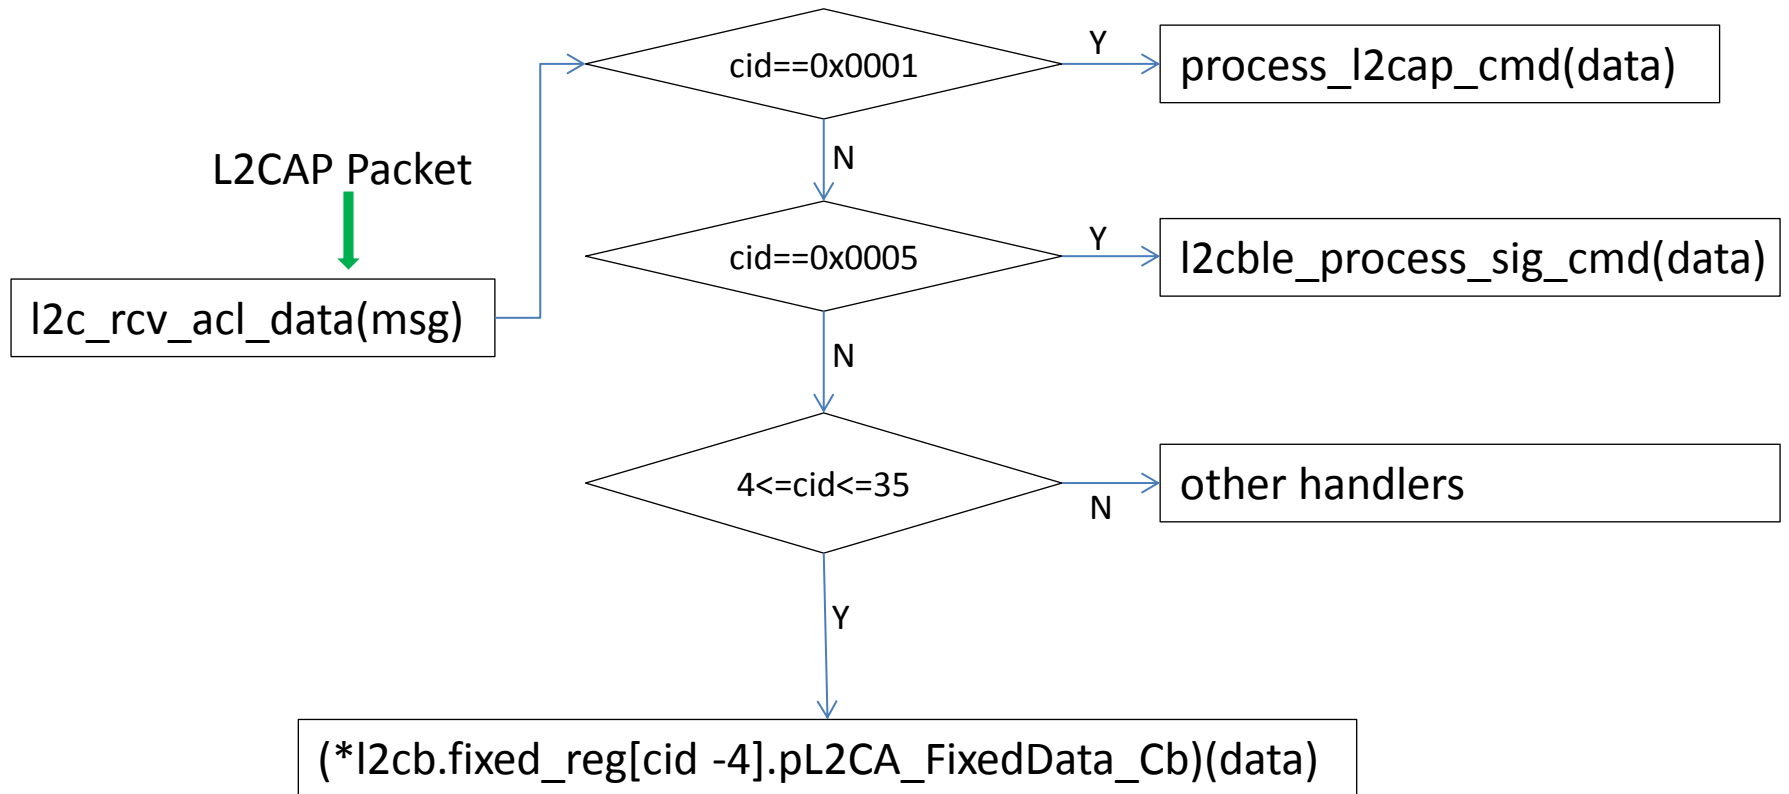 cid==0x0001
Y
process_l2cap_cmd(data)
N
L2CAP Packet
cid==0x0005
Y
l2cble_process_sig_cmd(data)
l2c_rcv_acl_data(msg)
N
4<=cid<=35
N
other handlers
Y
(*l2cb.fixed_reg[cid -4].pL2CA_FixedData_Cb)(data)